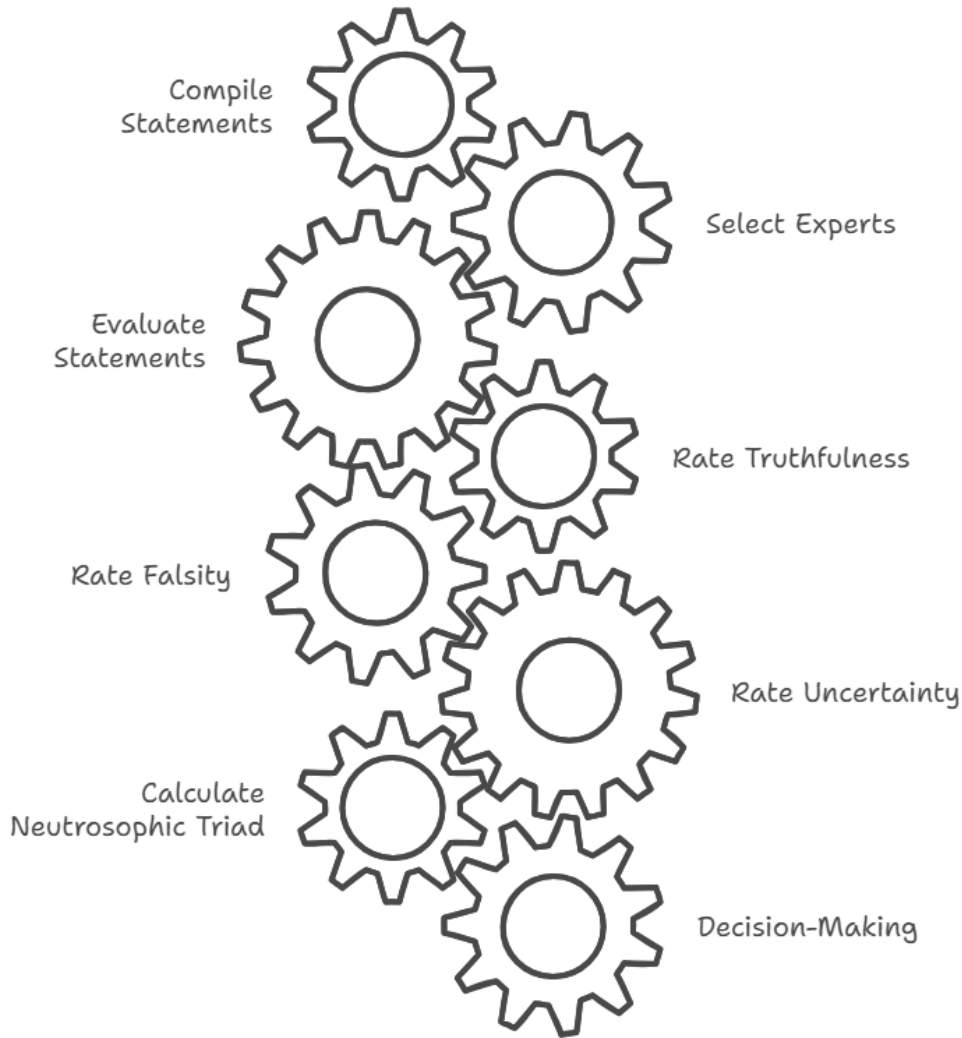 Compile
Statements
Select Experts
Evaluate
Statements
Rate Truthfulness
Rate Falsity
Rate Uncertainty
Calculate
Neutrosophic Triad
Decision-Making